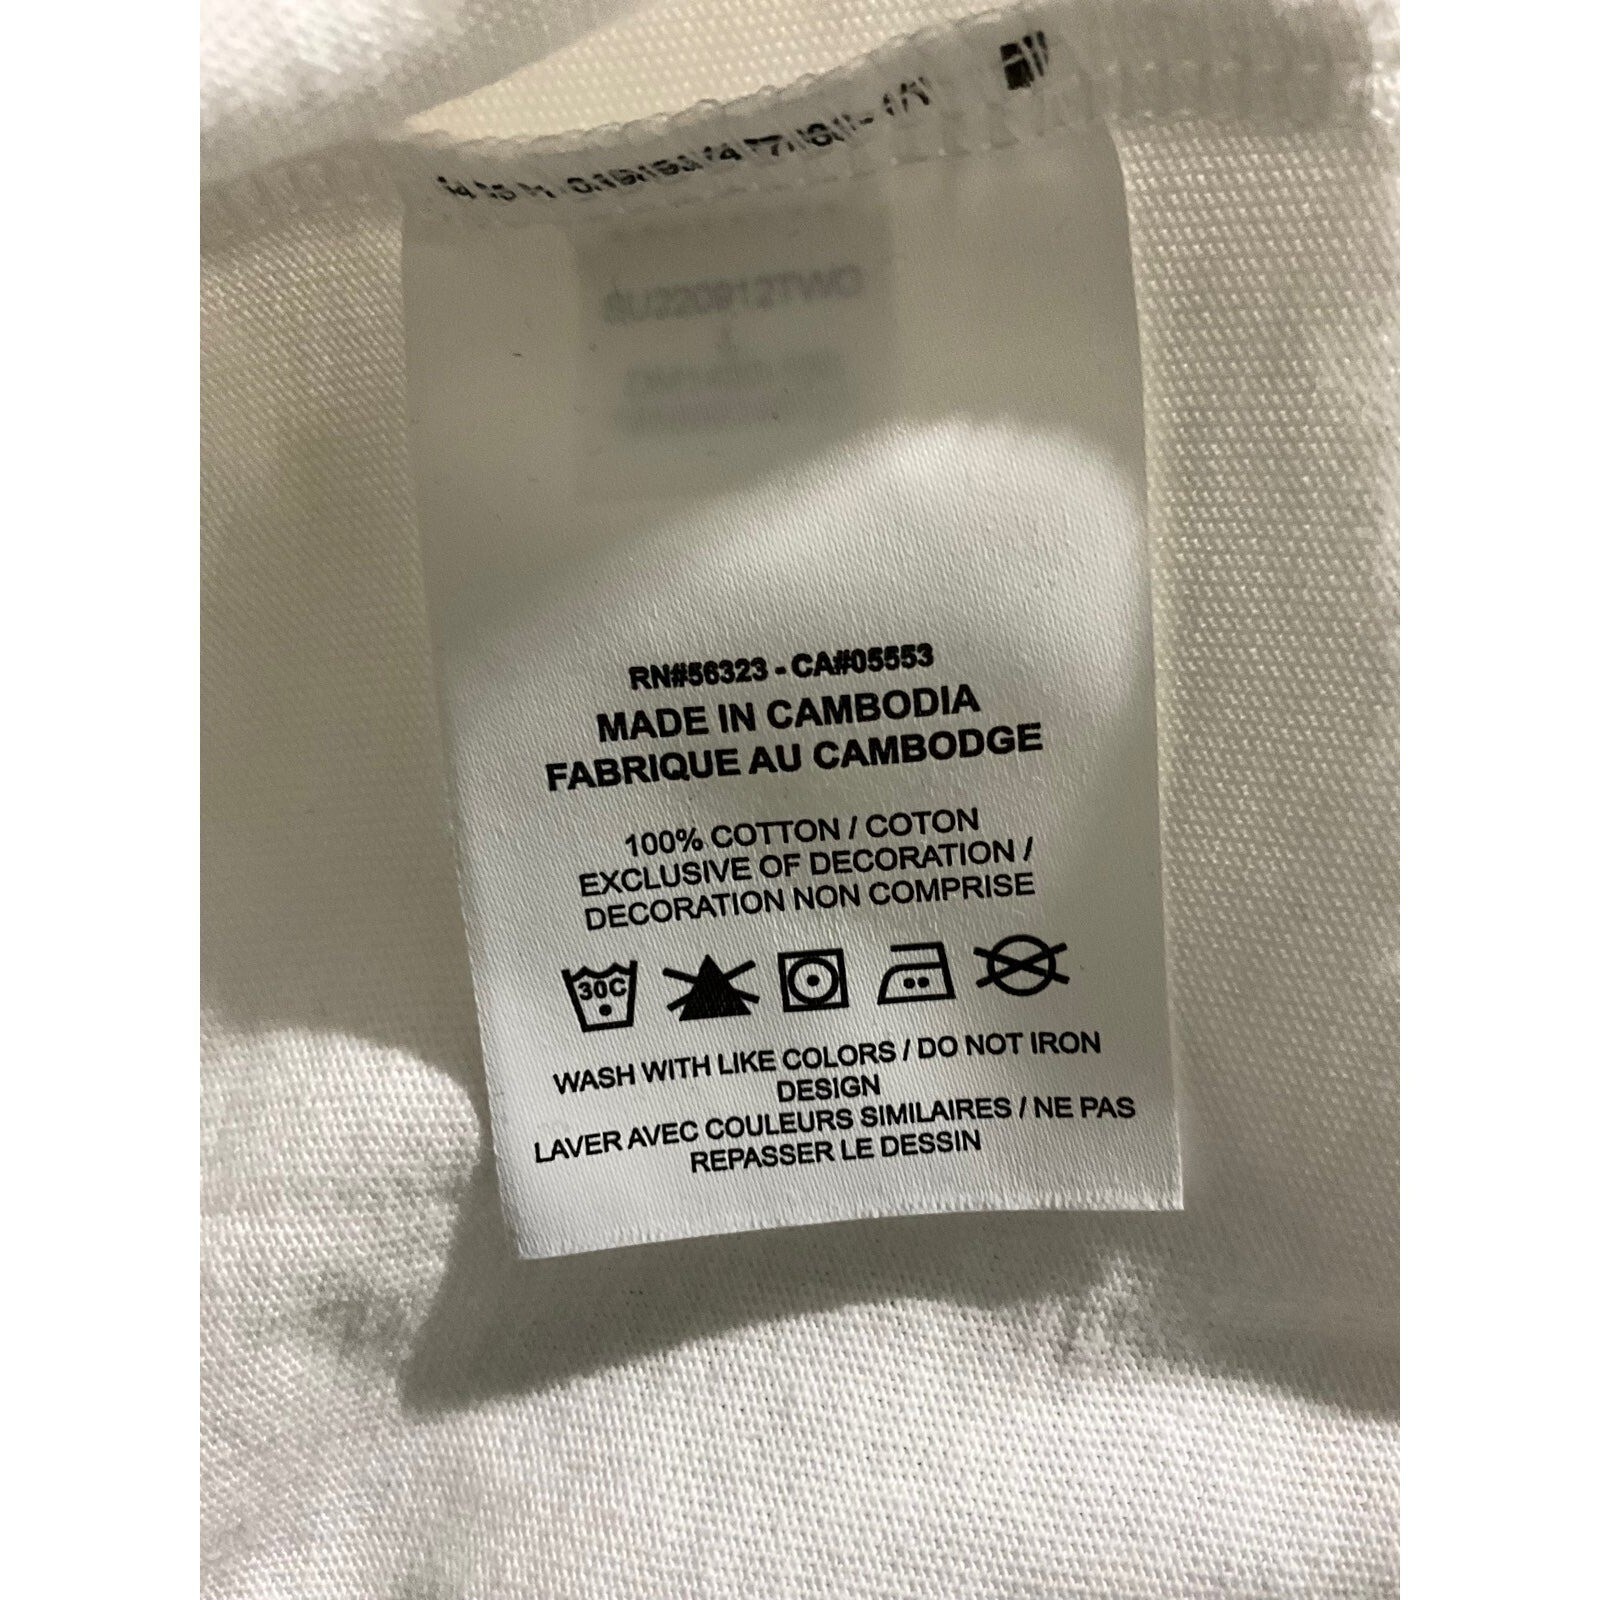 RN#56323 - CA#05553
MADE IN CAMBODIA
FABRIQUE AU CAMBODGE
100% COTTON / COTON
EXCLUSIVE OF DECORATION /
DECORATION NON COMPRISE
30C
WASH WITH LIKE COLORS / DO NOT IRON
DESIGN
LAVER AVEC COULEURS SIMILAIRES / NE PAS
REPASSER LE DESSIN